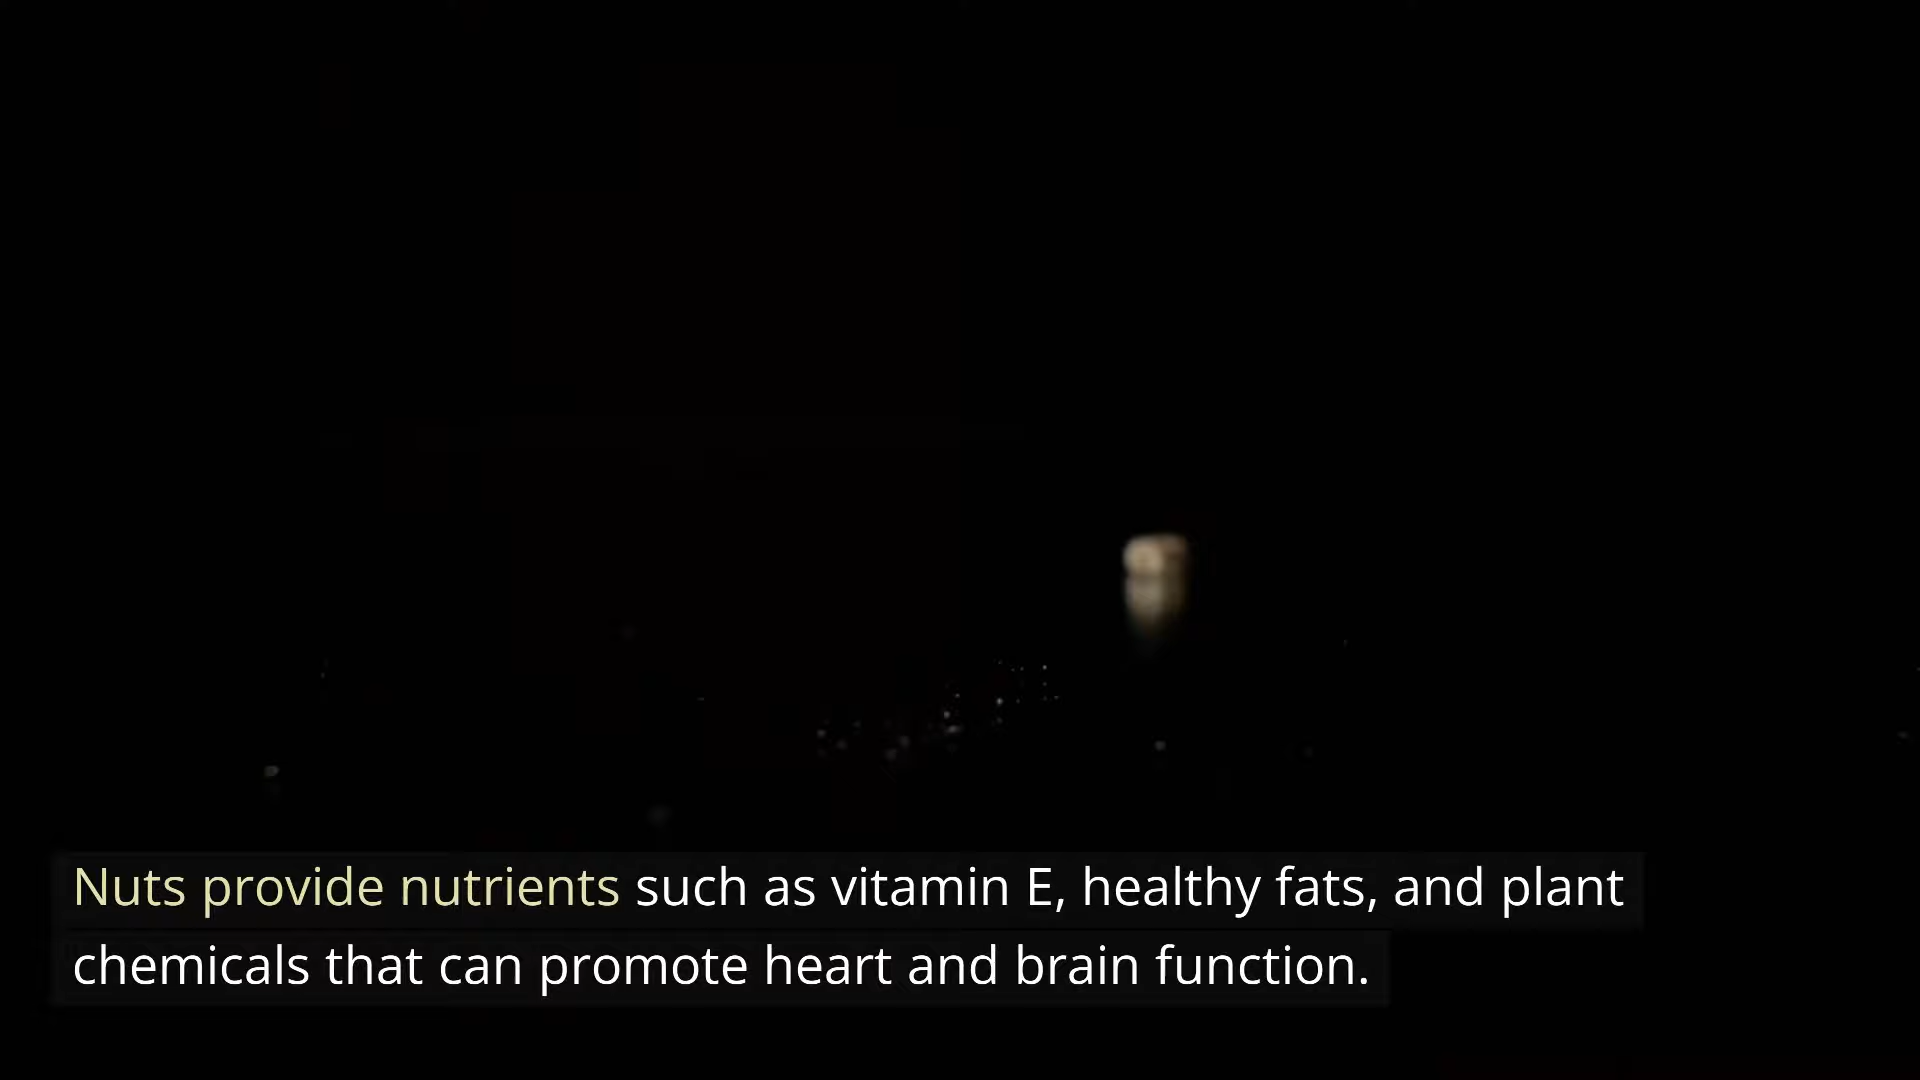 Nuts provide nutrients such as vitamin E, healthy fats, and plant
chemicals that can promote heart and brain function.